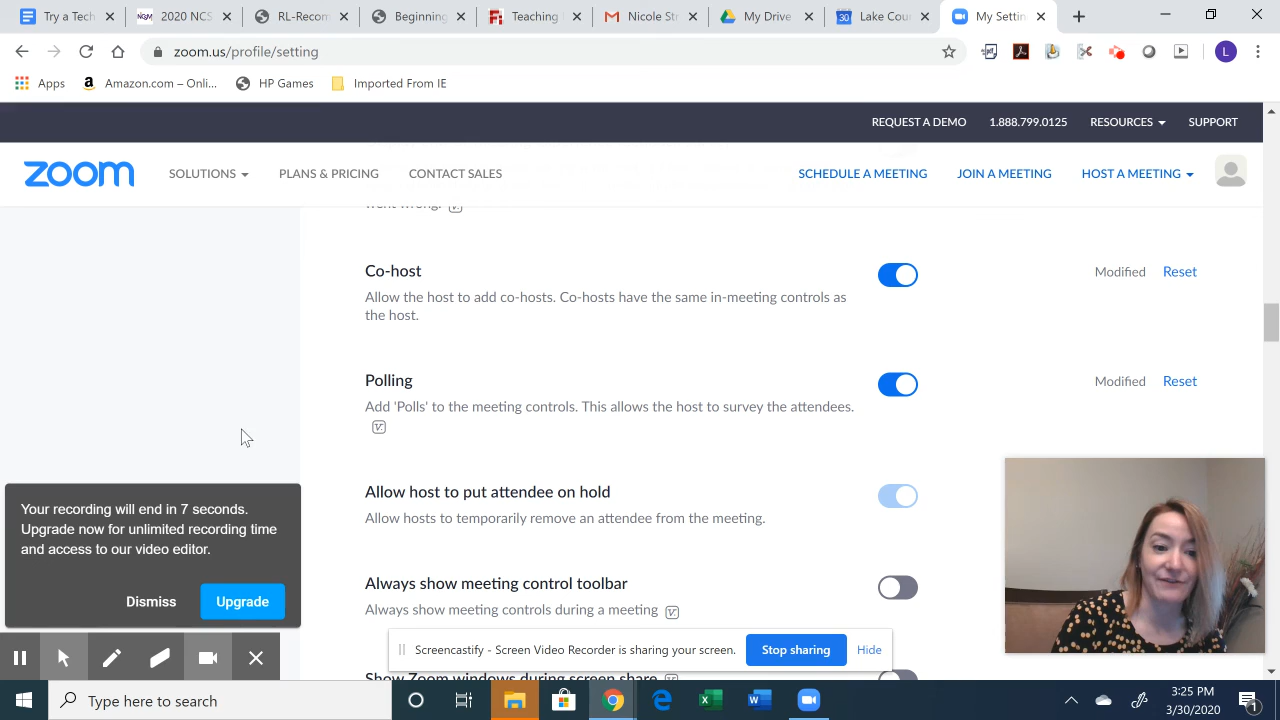 Try a Tech
2020 NCS
RL-Recom
Beginning
Teaching
Nicole St
My Drive
30
Lake Cou
My Settin
zoom.us/profile/setting
L
Apps
Amazon.com – Onli...
HP Games
Imported From IE
REQUEST A DEMO
1.888.799.0125
RESOURCES
SUPPORT
zoom
SOLUTIONS
PLANS & PRICING
CONTACT SALES
SCHEDULE A MEETING
JOIN A MEETING
HOST A MEETING
went wrong.
Co-host
Modified
Reset
Allow the host to add co-hosts. Co-hosts have the same in-meeting controls as
the host.
Polling
Modified
Reset
Add 'Polls' to the meeting controls. This allows the host to survey the attendees.
Allow host to put attendee on hold
Allow hosts to temporarily remove an attendee from the meeting.
Your recording will end in 7 seconds.
Upgrade now for unlimited recording time
and access to our video editor.
Dismiss
Upgrade
Always show meeting control toolbar
Always show meeting controls during a meeting
Screencastify - Screen Video Recorder is sharing your screen.
Stop sharing
Hide
Show Zoom windows during screen share
Type here to search
3:25 PM
3/30/2020
1